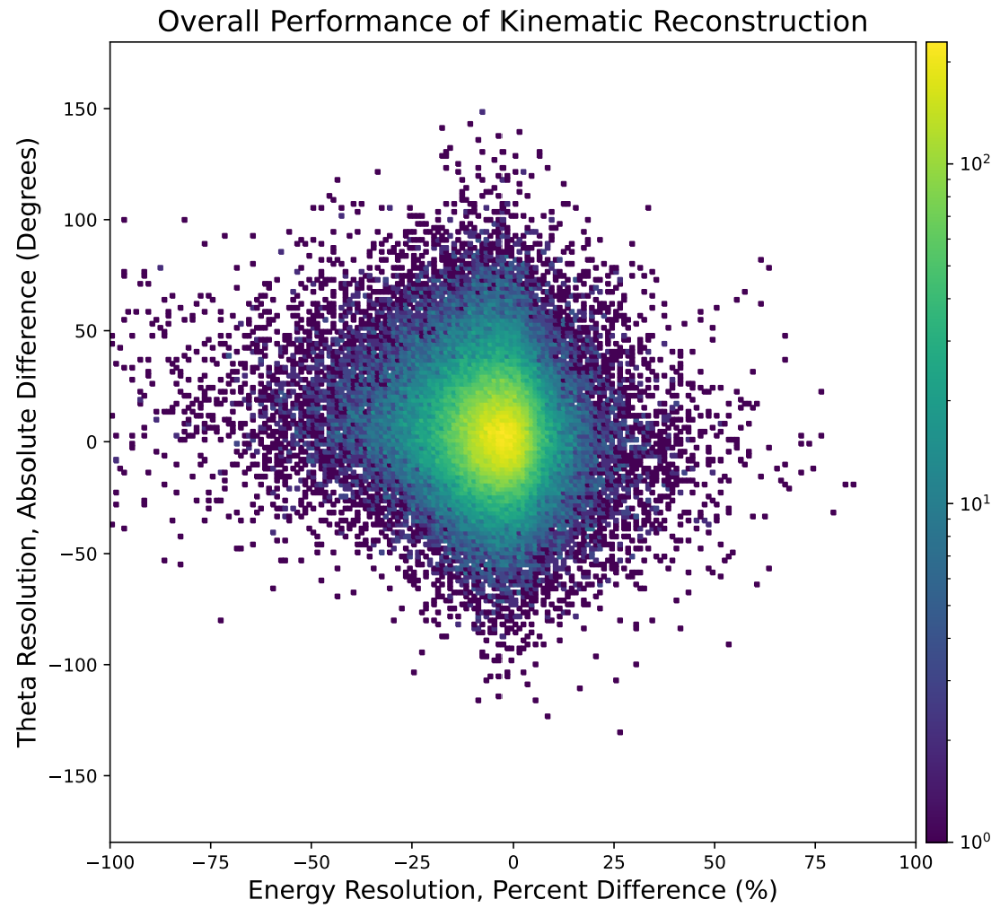 Overall Performance of Kinematic Reconstruction
Theta Resolution, Absolute Difference (Degrees)
150
100
50
0
−50
−100
−150
−100 −75 −50 −25 0 25 50 75 100
Energy Resolution, Percent Difference (%)
10²
10¹
10⁰